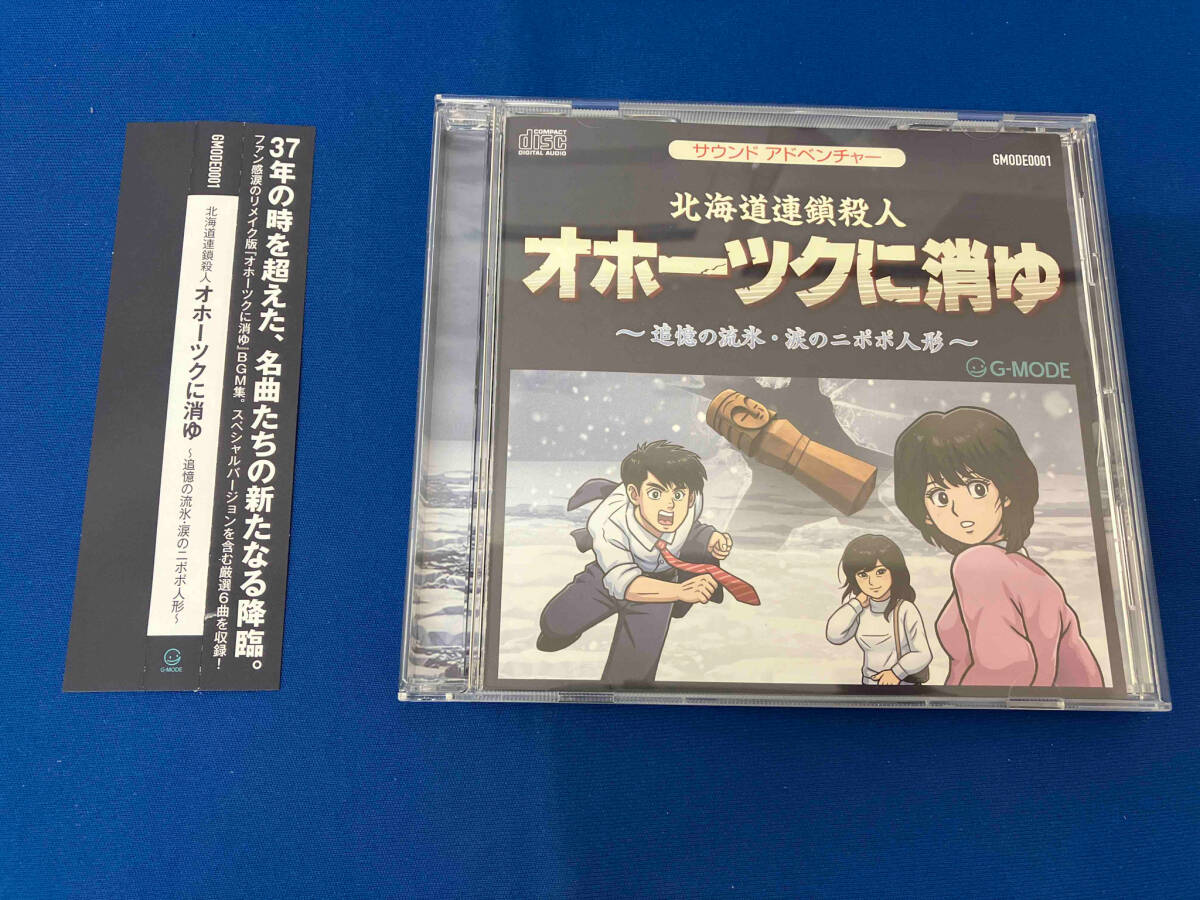 37年の時を超えた、名曲たちの新たなる降臨。
ファン感涙のリメイク版「オホーツクに消ゆ」BGM集。スペシャルバージョンを含む厳選6曲を収録!
GMODE0001
北海道連鎖殺人 オホーツクに消ゆ ~追憶の流氷・涙のニポポ人形~
G-MODE
COMPACT
disc
DIGITAL AUDIO
サウンド アドベンチャー
GMODE0001
北海道連鎖殺人
オホーツクに消ゆ
~追憶の流氷・涙のニポポ人形~
G-MODE